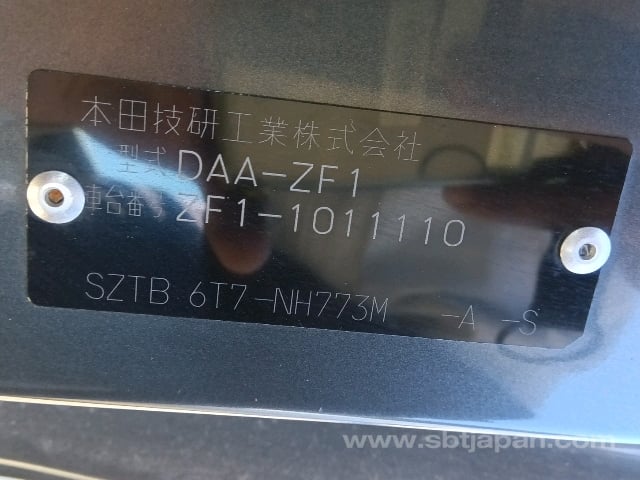 本田技研工業株式会社
型式 DAA-ZF1
車台番号 ZF1-1011110
SZTB 6T7-NH773M -A -S
www.sbtjapan.com